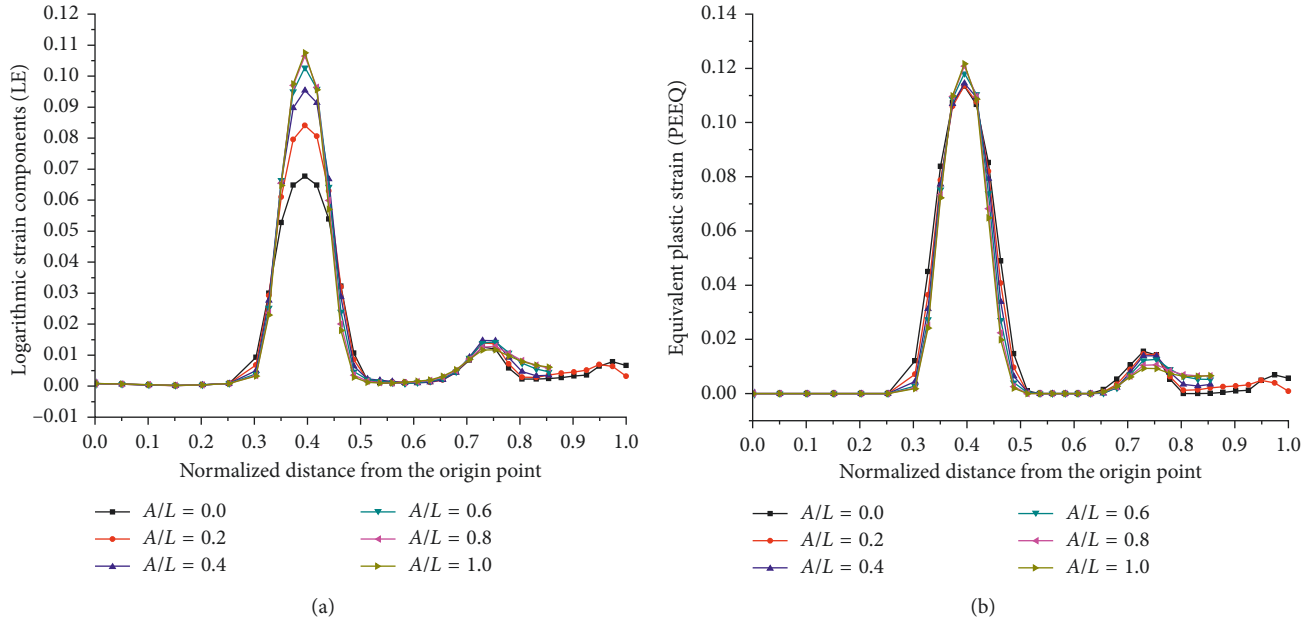 0.12
0.11
0.10
0.09
0.08
0.07
0.06
0.05
0.04
0.03
0.02
0.01
0.00
−0.01
Logarithmic strain components (LE)
0.0 0.1 0.2 0.3 0.4 0.5 0.6 0.7 0.8 0.9 1.0
Normalized distance from the origin point
A/L = 0.0
A/L = 0.2
A/L = 0.4
A/L = 0.6
A/L = 0.8
A/L = 1.0
(a)
0.14
0.12
0.10
0.08
0.06
0.04
0.02
0.00
Equivalent plastic strain (PEEQ)
0.0 0.1 0.2 0.3 0.4 0.5 0.6 0.7 0.8 0.9 1.0
Normalized distance from the origin point
A/L = 0.0
A/L = 0.2
A/L = 0.4
A/L = 0.6
A/L = 0.8
A/L = 1.0
(b)